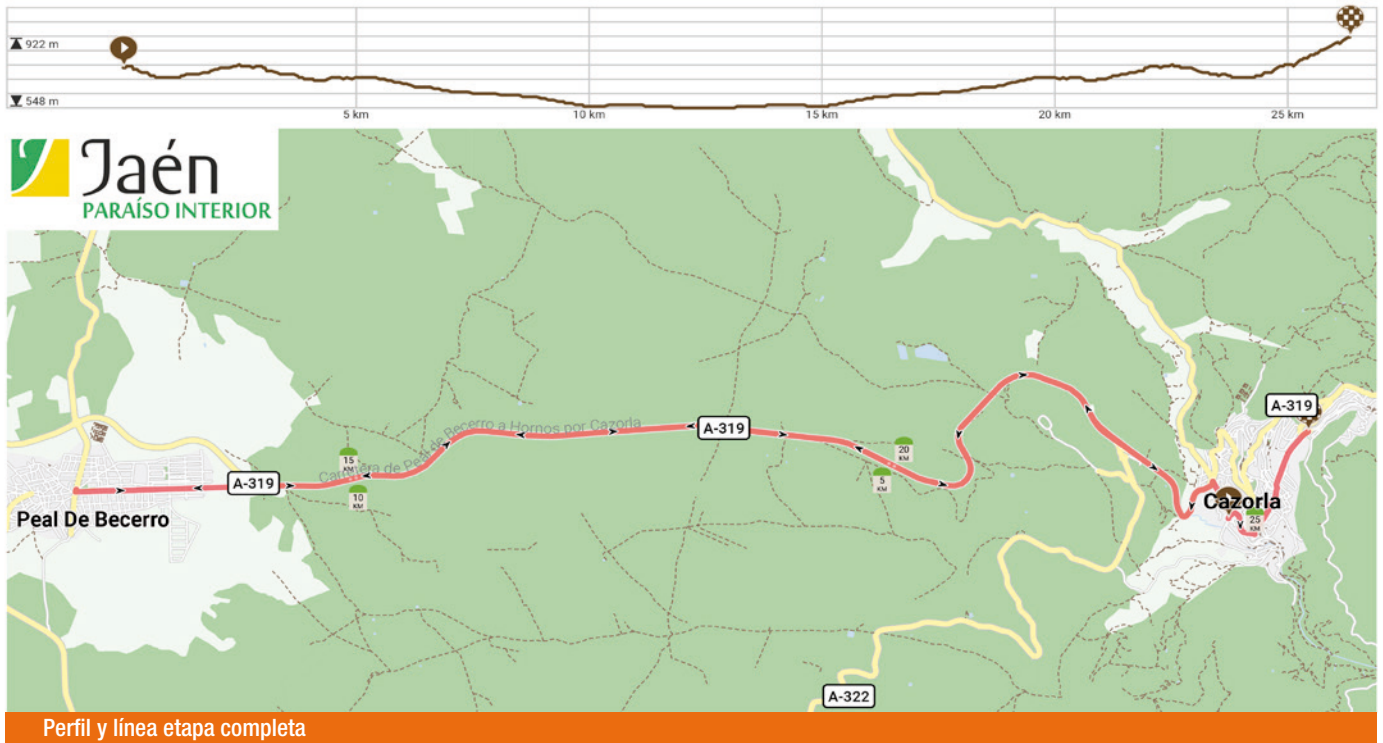 922 m
548 m
5 km
10 km
15 km
20 km
25 km
Jaén
PARAÍSO INTERIOR
A-319
Carretera de Peal de Becerro a Hornos por Cazorla
A-319
20
KM
15
KM
A-319
5
KM
10
KM
Cazorla
Peal De Becerro
25
KM
A-322
Perfil y línea etapa completa